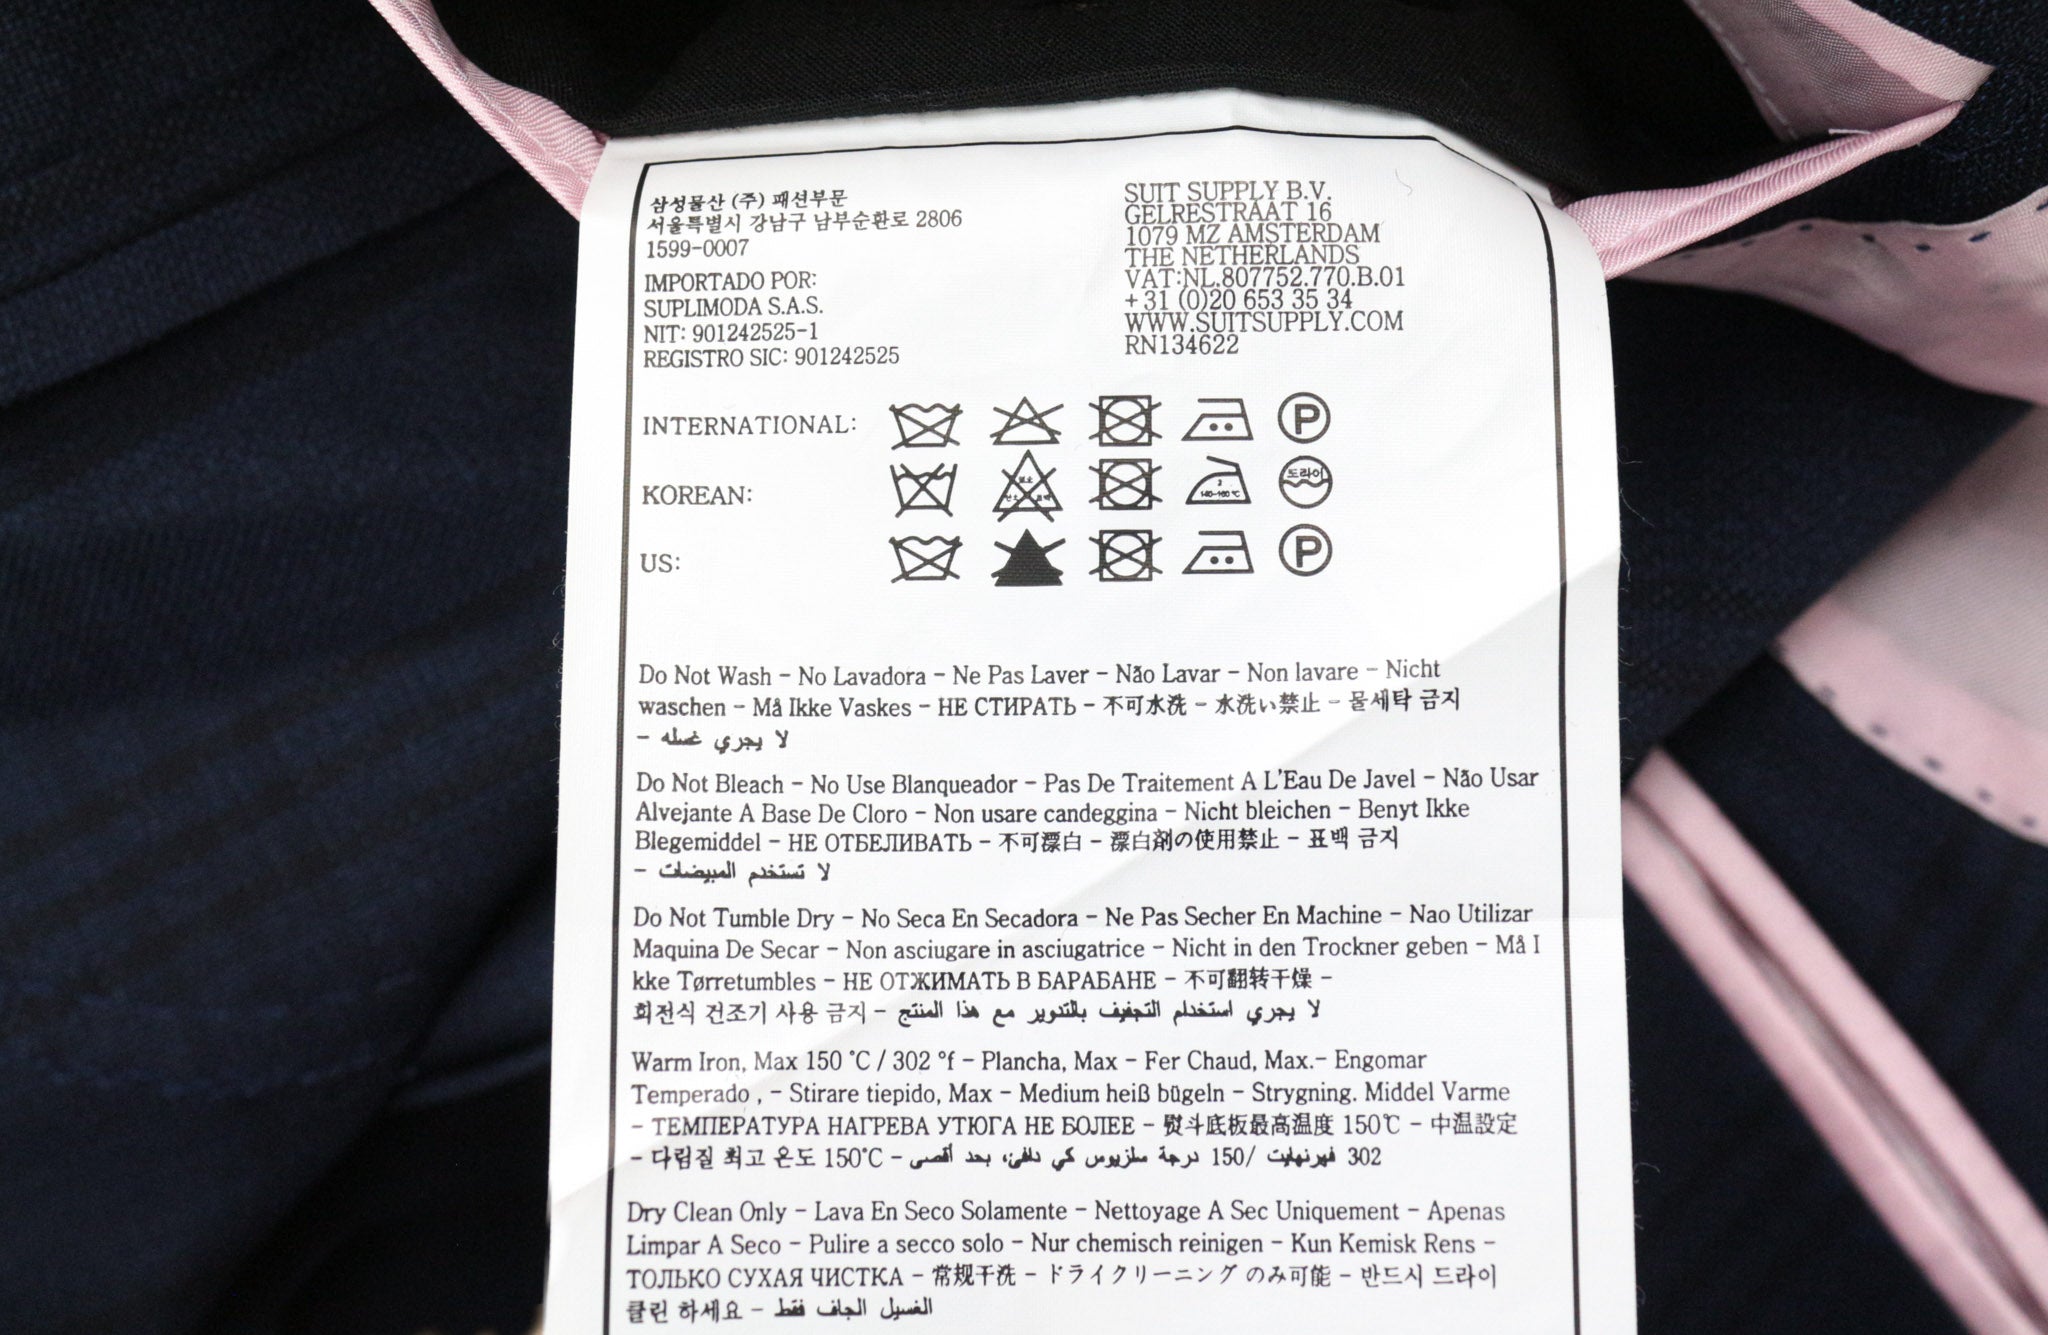 삼성물산 (주) 패션부문
서울특별시 강남구 남부순환로 2806
1599-0007
IMPORTADO POR:
SUPLIMODA S.A.S.
NIT: 901242525-1
REGISTRO SIC: 901242525
SUIT SUPPLY B.V.
GELRESTRAAT 16
1079 MZ AMSTERDAM
THE NETHERLANDS
VAT:NL.807752.770.B.01
+31 (0)20 653 35 34
WWW.SUITSUPPLY.COM
RN134622
INTERNATIONAL:
P
KOREAN:
염소
산소 표백
2
140~160 ℃
드라이
US:
P
Do Not Wash - No Lavadora - Ne Pas Laver - Não Lavar - Non lavare - Nicht
waschen - Må Ikke Vaskes - НЕ СТИРАТЬ - 不可水洗 - 水洗い禁止 - 물세탁 금지
- لا يجري غسله
Do Not Bleach - No Use Blanqueador - Pas De Traitement A L'Eau De Javel - Não Usar
Alvejante A Base De Cloro - Non usare candeggina - Nicht bleichen - Benyt Ikke
Blegemiddel - НЕ ОТБЕЛИВАТЬ - 不可漂白 - 漂白剤の使用禁止 - 표백 금지
- لا تستخدم المبيضات
Do Not Tumble Dry - No Seca En Secadora - Ne Pas Secher En Machine - Nao Utilizar
Maquina De Secar - Non asciugare in asciugatrice - Nicht in den Trockner geben - Må I
kke Tørretumbles - НЕ ОТЖИМАТЬ В БАРАБАНЕ - 不可翻转干燥 -
회전식 건조기 사용 금지 - لا يجري استخدام التجفيف بالتدوير مع هذا المنتج
Warm Iron, Max 150 °C / 302 °f - Plancha, Max - Fer Chaud, Max.- Engomar
Temperado , - Stirare tiepido, Max - Medium heiß bügeln - Strygning. Middel Varme
- ТЕМПЕРАТУРА НАГРЕВА УТЮГА НЕ БОЛЕЕ - 熨斗底板最高温度 150℃ - 中温設定
- 다림질 최고 온도 150℃ - 302 فهرنهايت /150 درجة سلزيوس كي دافئ، بحد أقصى
Dry Clean Only - Lava En Seco Solamente - Nettoyage A Sec Uniquement - Apenas
Limpar A Seco - Pulire a secco solo - Nur chemisch reinigen - Kun Kemisk Rens -
ТОЛЬКО СУХАЯ ЧИСТКА - 常规干洗 - ドライクリーニング のみ可能 - 반드시 드라이
클린 하세요 - الغسيل الجاف فقط